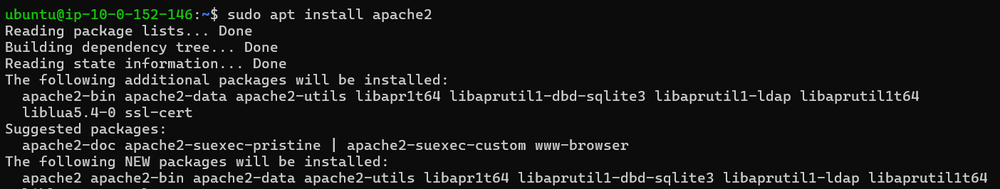 ubuntu@ip-10-0-152-146:~$ sudo apt install apache2
Reading package lists... Done
Building dependency tree... Done
Reading state information... Done
The following additional packages will be installed:
  apache2-bin apache2-data apache2-utils libapr1t64 libaprutil1-dbd-sqlite3 libaprutil1-ldap libaprutil1t64
  liblua5.4-0 ssl-cert
Suggested packages:
  apache2-doc apache2-suexec-pristine | apache2-suexec-custom www-browser
The following NEW packages will be installed:
  apache2 apache2-bin apache2-data apache2-utils libapr1t64 libaprutil1-dbd-sqlite3 libaprutil1-ldap libaprutil1t64